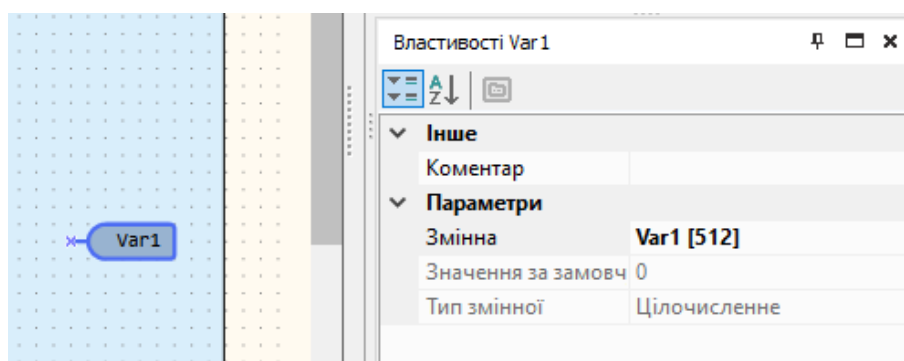 Властивості Var1
Інше
Коментар
Var1
Параметри
Змінна Var1 [512]
Значення за замовч 0
Тип змінної Цілочисленне